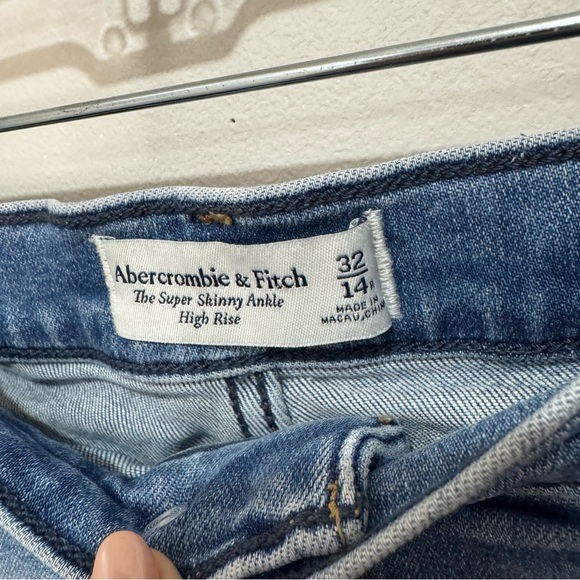 Abercrombie & Fitch
The Super Skinny Ankle
High Rise
32
14R
MADE IN
MACAU, CHINA